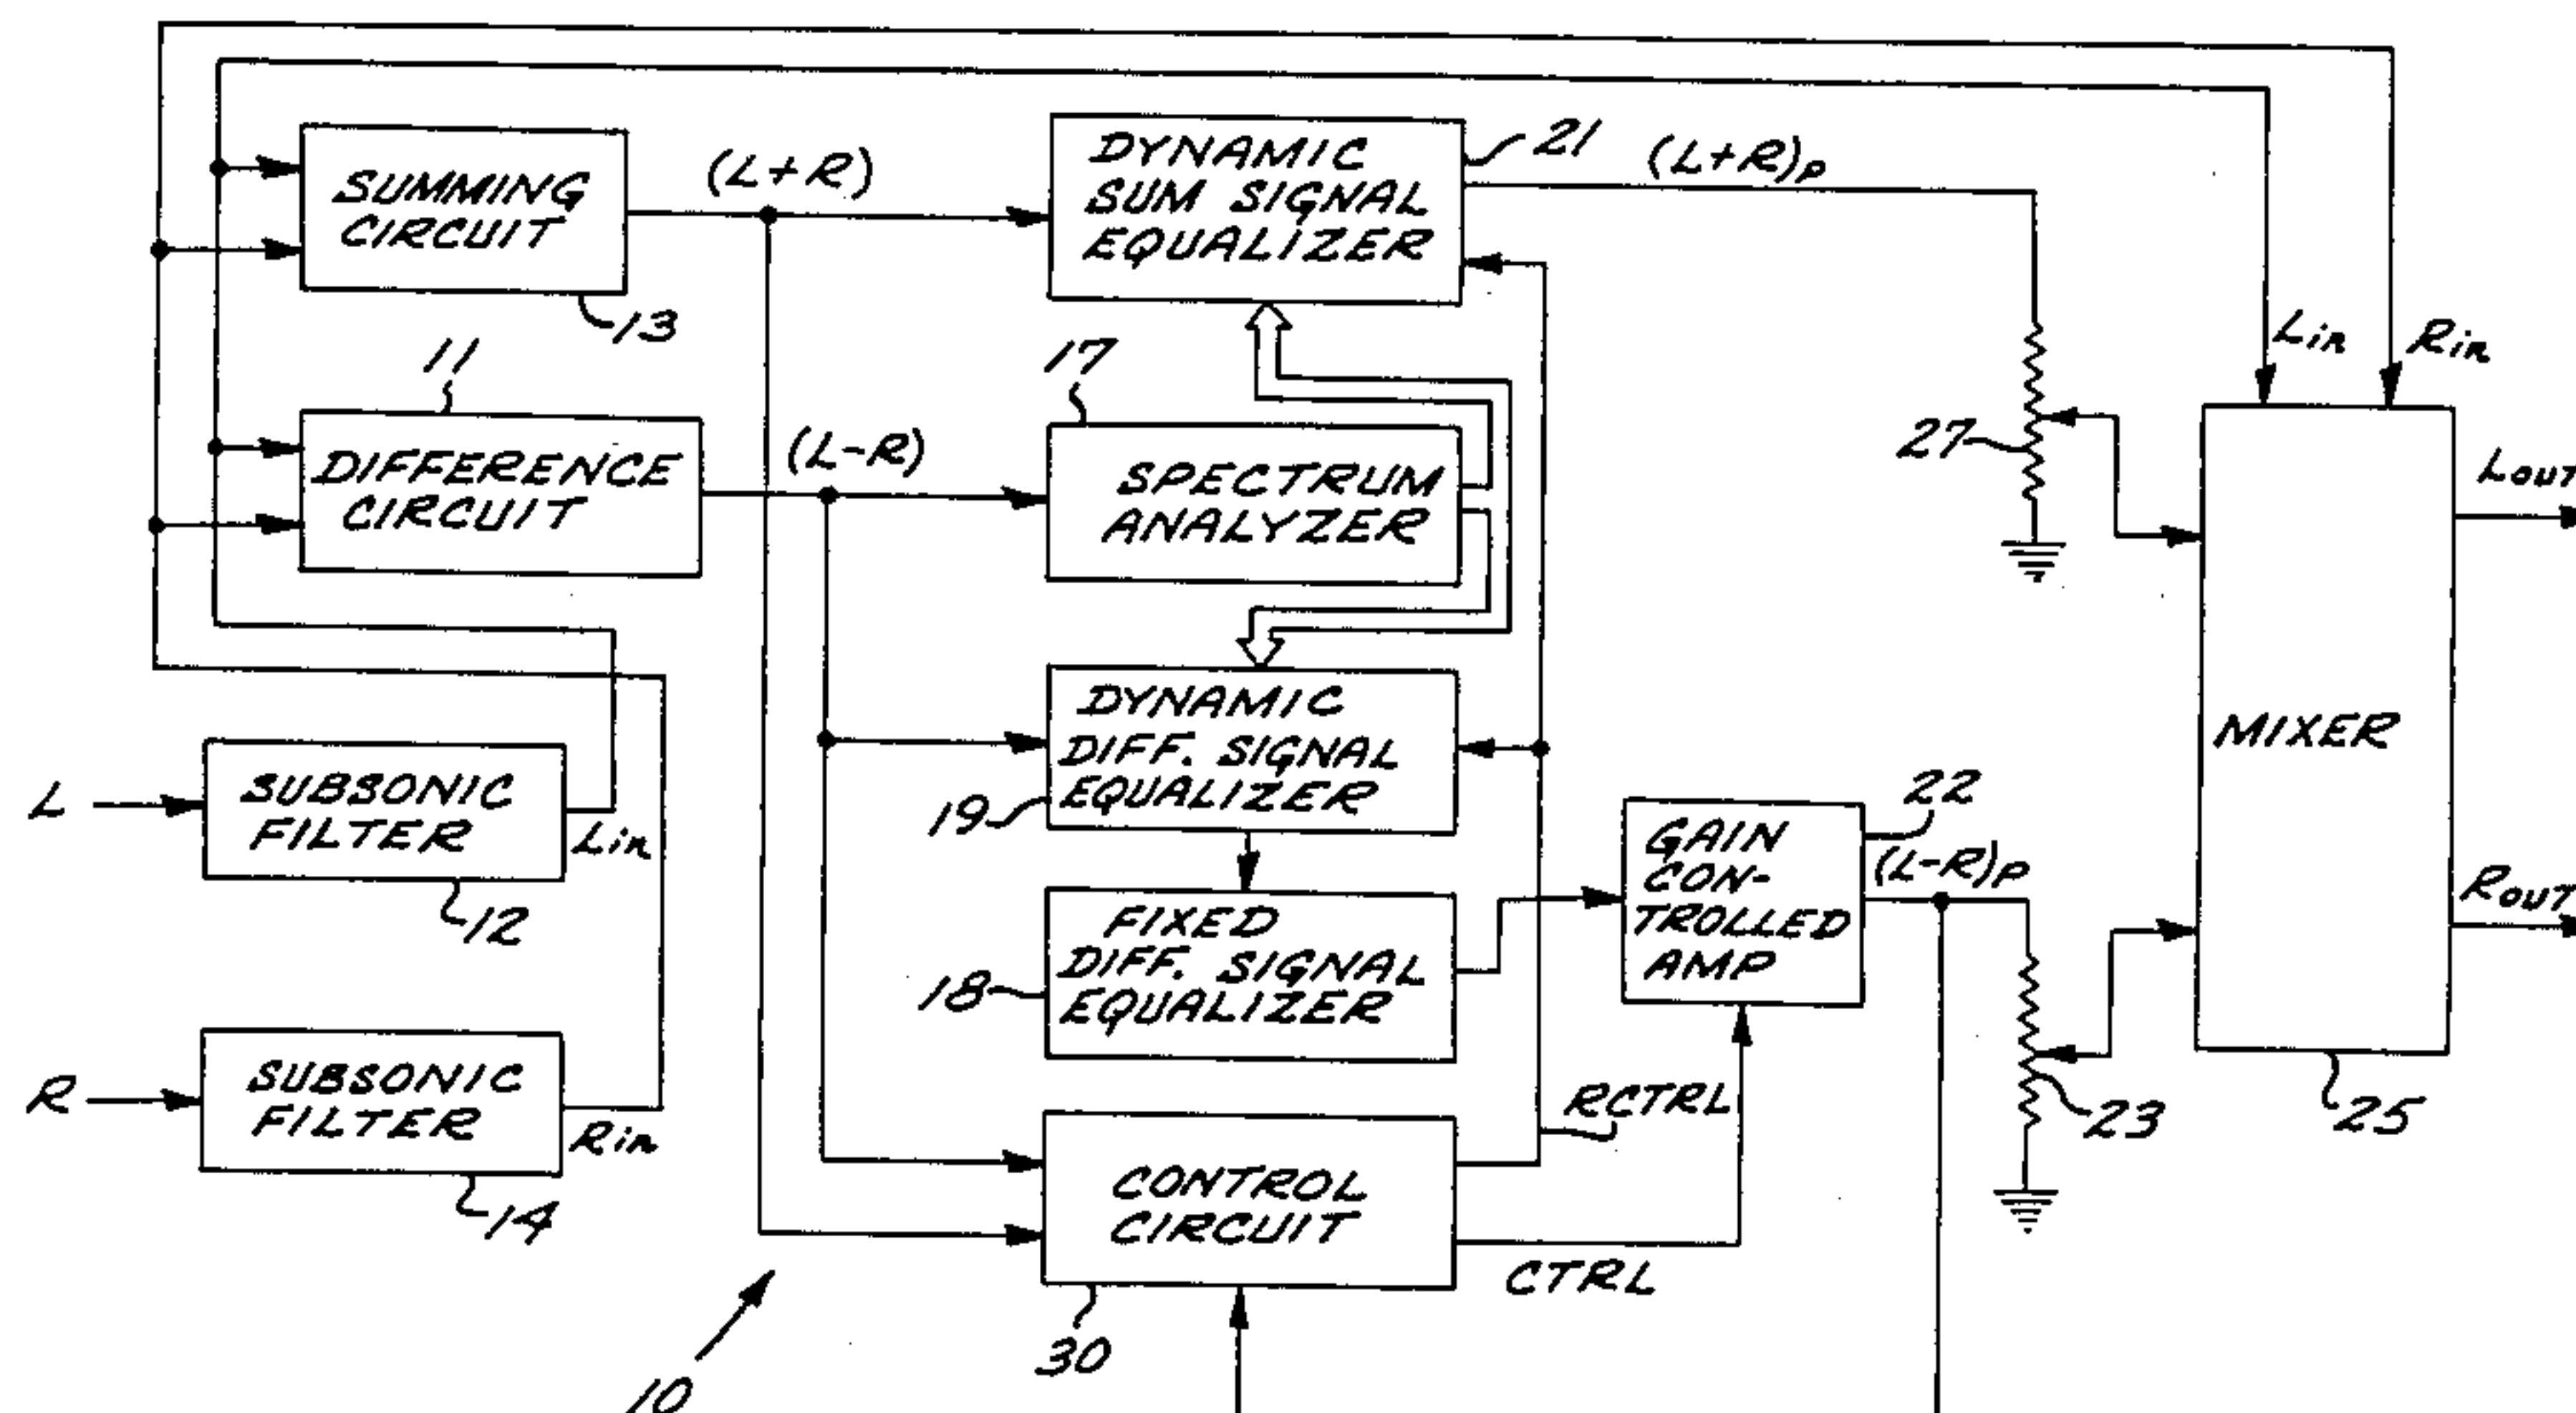 SUMMING
CIRCUIT
13
(L+R)
DYNAMIC
SUM SIGNAL
EQUALIZER
21
(L+R)p
Lin
Rin
11
DIFFERENCE
CIRCUIT
(L-R)
17
SPECTRUM
ANALYZER
27
LOUT
MIXER
ROUT
25
L
SUBSONIC
FILTER
Lin
12
R
SUBSONIC
FILTER
Rin
14
DYNAMIC
DIFF. SIGNAL
EQUALIZER
19
FIXED
DIFF. SIGNAL
EQUALIZER
18
GAIN
CON-
TROLLED
AMP
22
(L-R)p
23
RCTRL
CONTROL
CIRCUIT
CTRL
30
10